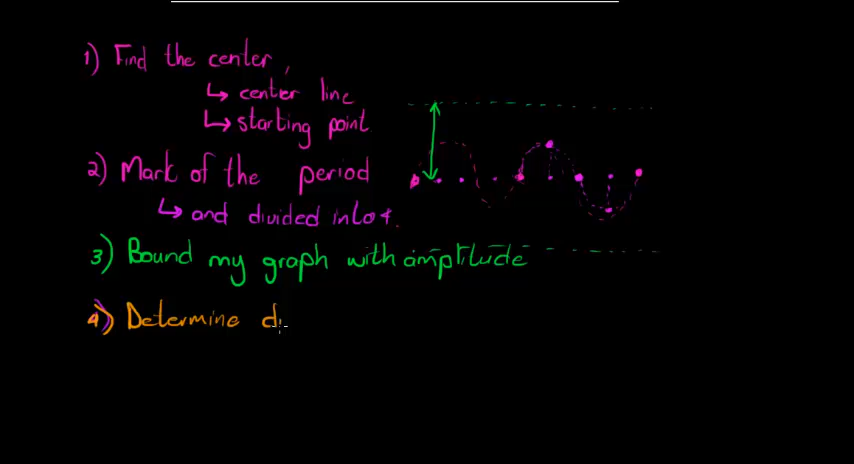 1) Find the center,
↳ center line
↳ starting point
2) Mark of the period
↳ and divided into 4.
3) Bound my graph with amplitude
4) Determine d